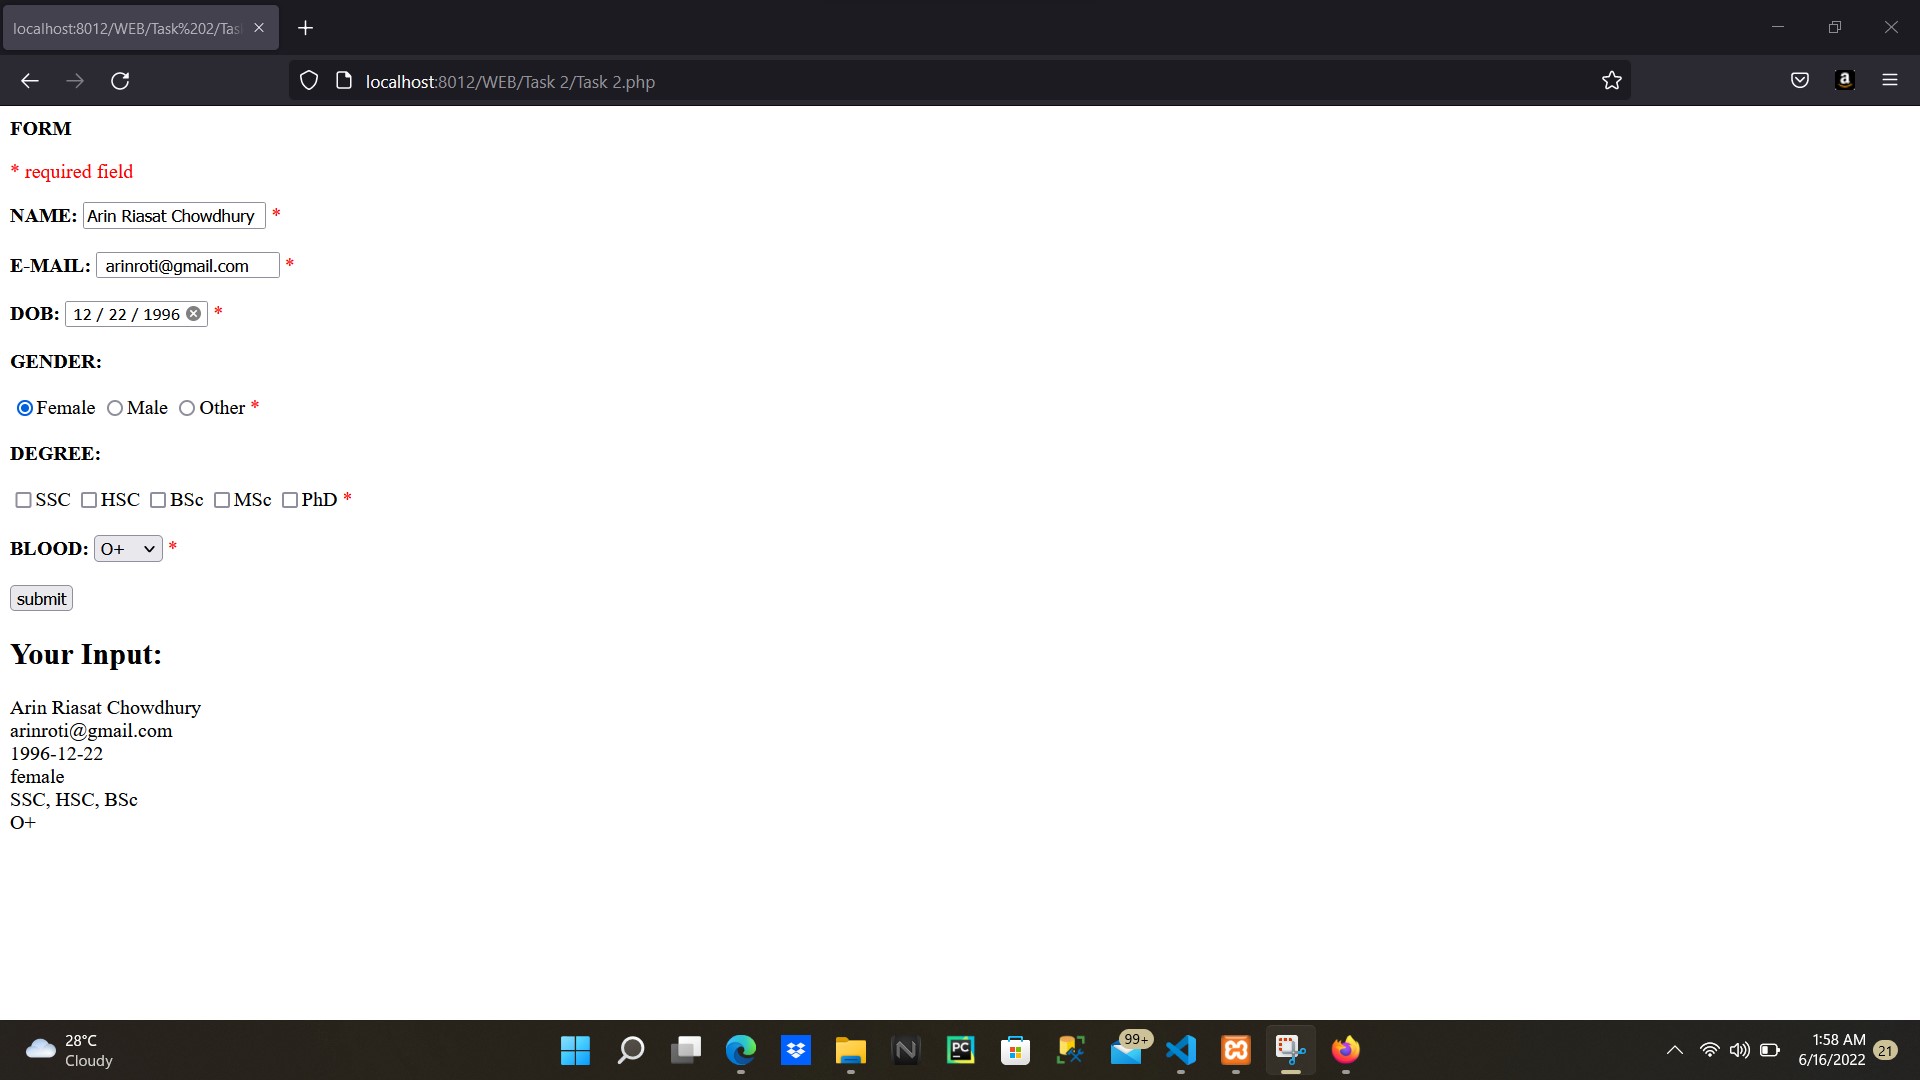 localhost:8012/WEB/Task%202/Tas
localhost:8012/WEB/Task 2/Task 2.php
FORM
* required field
NAME: Arin Riasat Chowdhury *
E-MAIL: arinroti@gmail.com *
DOB: 12 / 22 / 1996 *
GENDER:
Female Male Other *
DEGREE:
SSC HSC BSc MSc PhD *
BLOOD: O+ *
submit
Your Input:
Arin Riasat Chowdhury
arinroti@gmail.com
1996-12-22
female
SSC, HSC, BSc
O+
28°C
Cloudy
99+
1:58 AM
6/16/2022
21